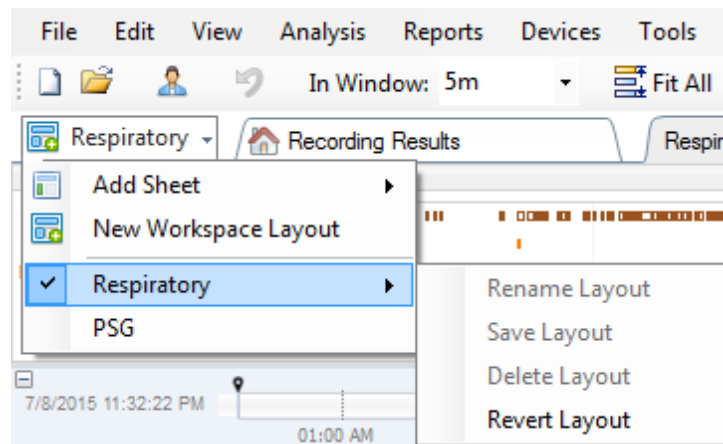 File Edit View Analysis Reports Devices Tools
In Window: 5m Fit All
Respiratory Recording Results Respir
Add Sheet
New Workspace Layout
Respiratory
PSG
Rename Layout
Save Layout
Delete Layout
Revert Layout
7/8/2015 11:32:22 PM
01:00 AM